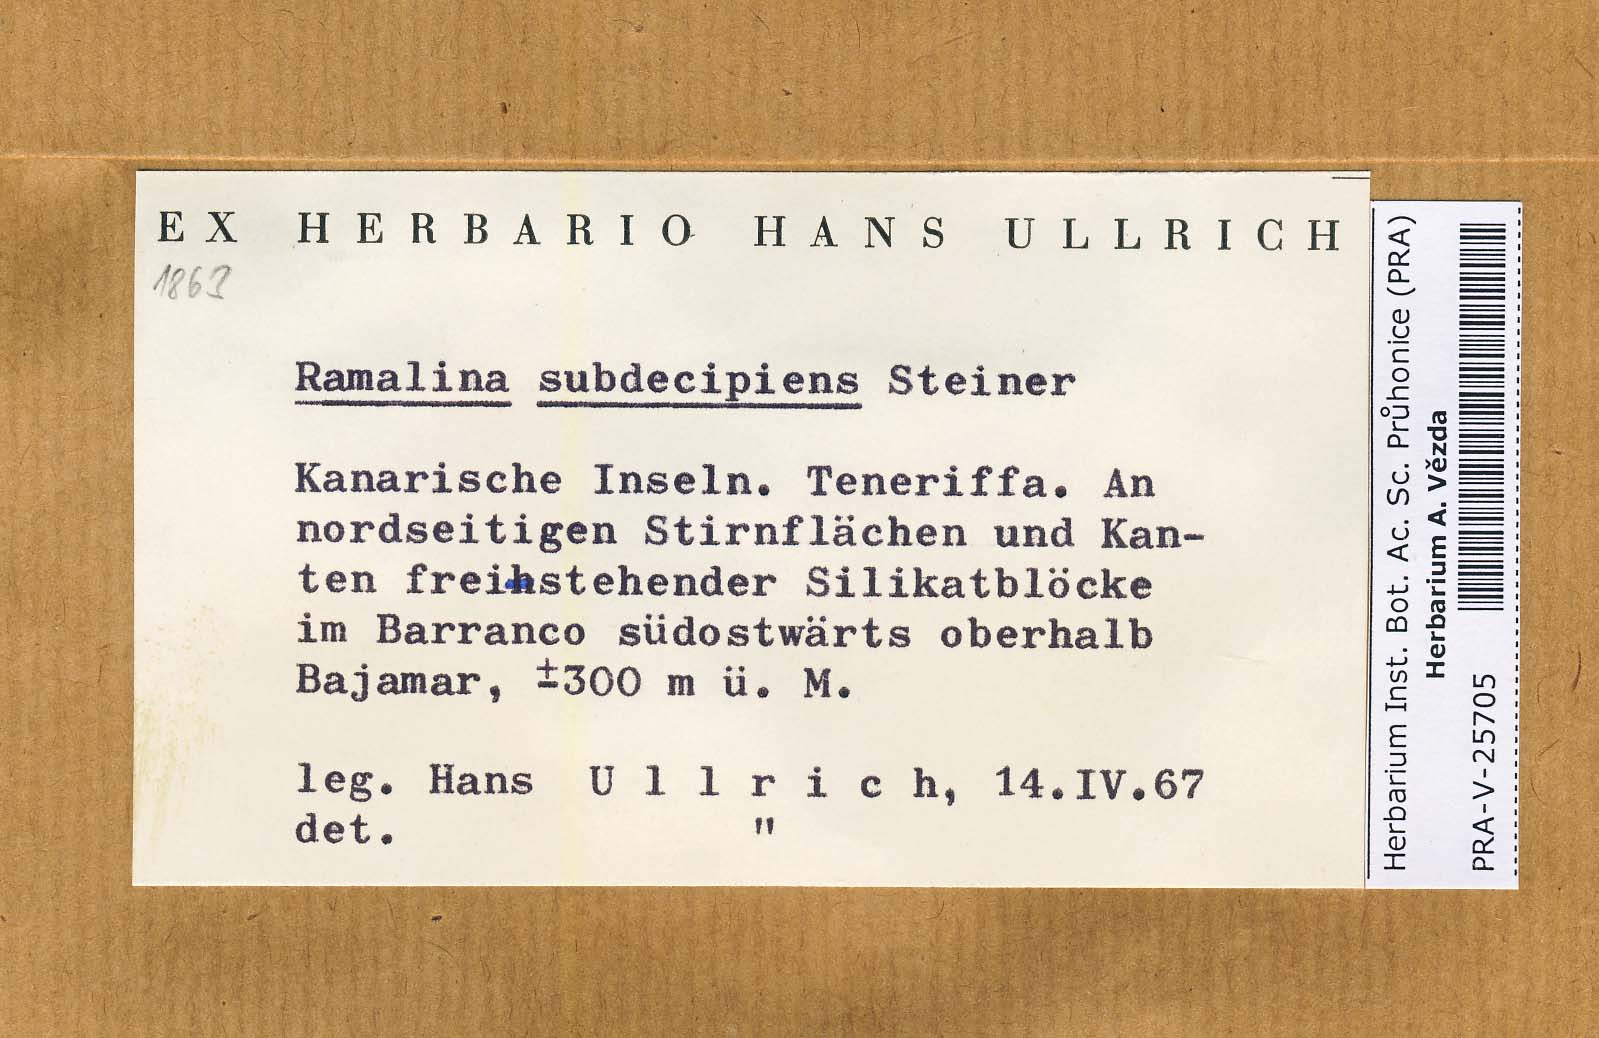 EX HERBARIO HANS ULLRICH
1863
Ramalina subdecipiens Steiner
Kanarische Inseln. Teneriffa. An
nordseitigen Stirnflächen und Kan-
ten freistehender Silikatblöcke
im Barranco südostwärts oberhalb
Bajamar, ±300 m ü. M.
leg. Hans Ullrich, 14.IV.67
det. "
Herbarium Inst. Bot. Ac. Sc. Průhonice (PRA)
Herbarium A. Vězda
PRA-V-25705